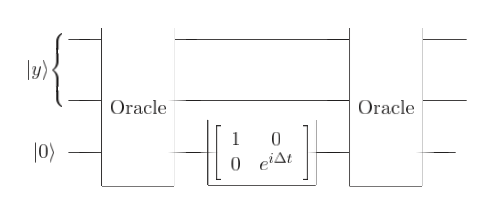 |y⟩
Oracle
Oracle
|0⟩
1 0
0 e^{iΔt}